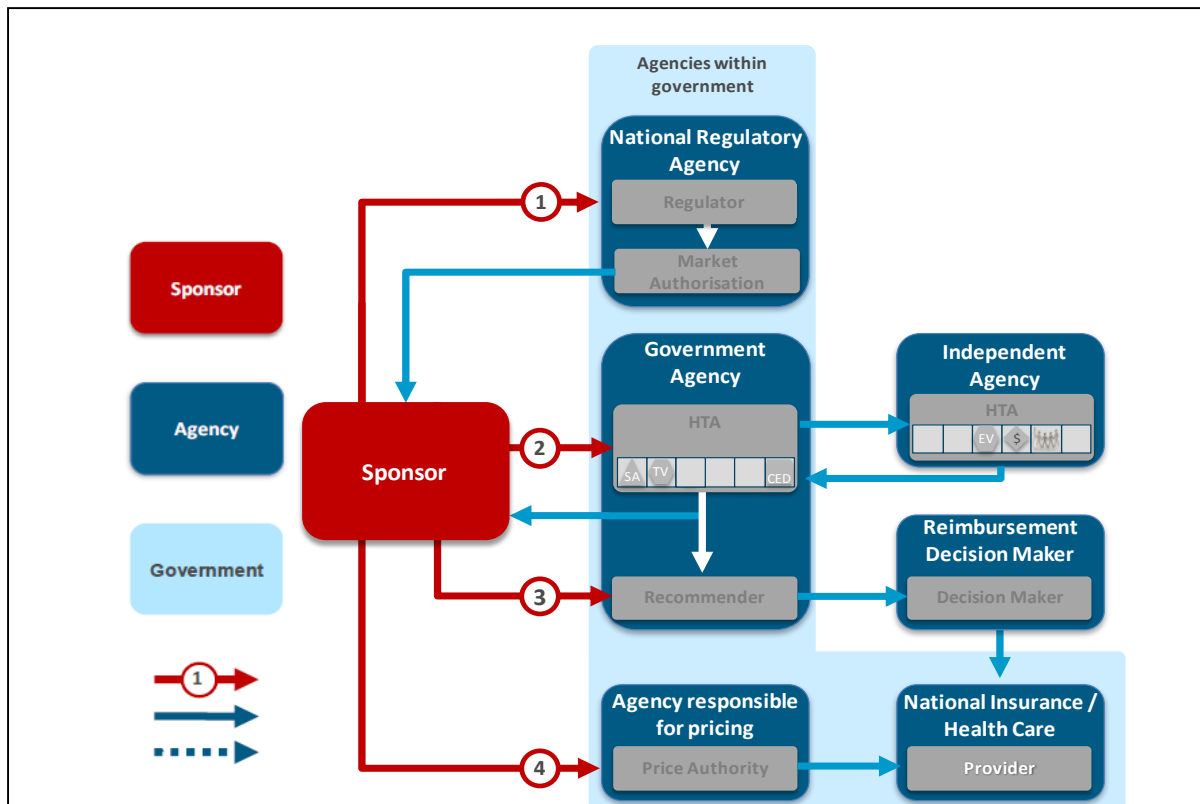 Agencies within
government
National Regulatory
Agency
Regulator
Market
Authorisation
1
Sponsor
Agency
Government
1
Sponsor
2
3
4
Government
Agency
HTA
SA
TV
CED
Recommender
Independent
Agency
HTA
EV
$
Reimbursement
Decision Maker
Decision Maker
Agency responsible
for pricing
Price Authority
National Insurance /
Health Care
Provider